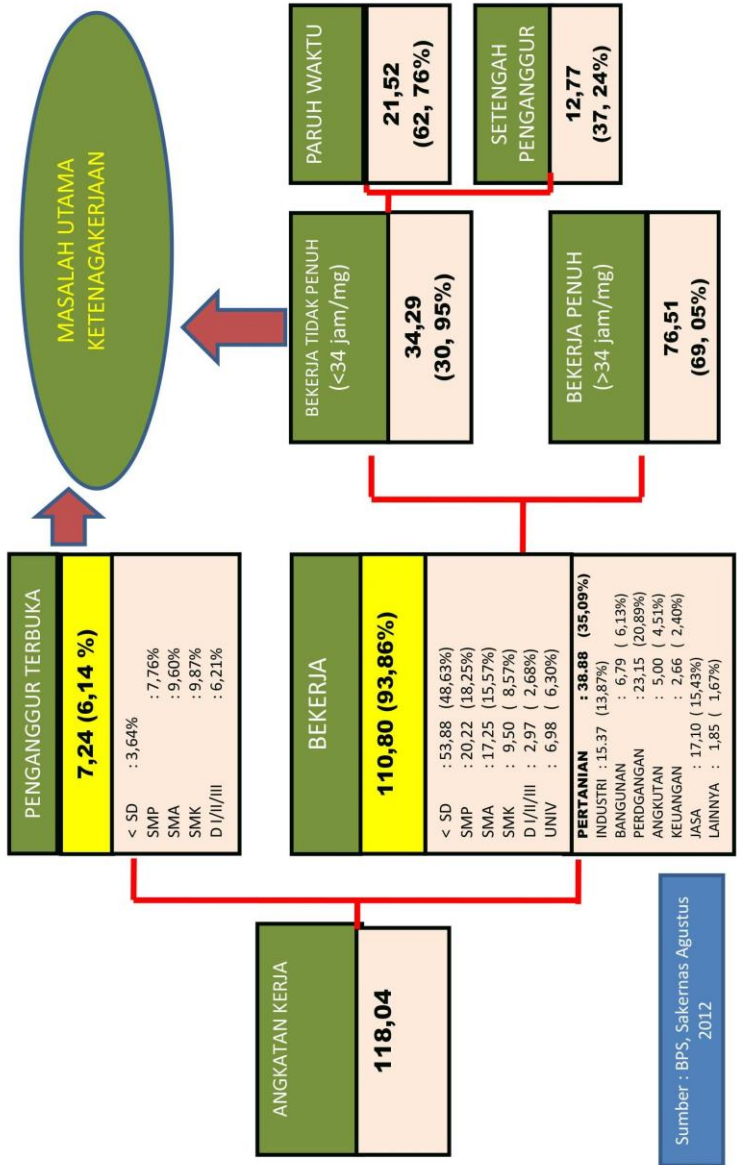 MASALAH UTAMA
KETENAGAKERJAAN
ANGKATAN KERJA
118,04
PENGANGGUR TERBUKA
7,24 (6,14 %)
< SD : 3,64%
SMP : 7,76%
SMA : 9,60%
SMK : 9,87%
D I/II/III : 6,21%
BEKERJA
110,80 (93,86%)
< SD : 53,88 (48,63%)
SMP : 20,22 (18,25%)
SMA : 17,25 (15,57%)
SMK : 9,50 ( 8,57%)
D I/II/III : 2,97 ( 2,68%)
UNIV : 6,98 ( 6,30%)
PERTANIAN : 38.88 (35,09%)
INDUSTRI : 15.37 (13,87%)
BANGUNAN : 6,79 ( 6,13%)
PERDGANGAN : 23,15 (20,89%)
ANGKUTAN : 5,00 ( 4,51%)
KEUANGAN : 2,66 ( 2,40%)
JASA : 17,10 ( 15,43%)
LAINNYA : 1,85 ( 1,67%)
BEKERJA TIDAK PENUH
(<34 jam/mg)
34,29
(30, 95%)
BEKERJA PENUH
(>34 jam/mg)
76,51
(69, 05%)
PARUH WAKTU
21,52
(62, 76%)
SETENGAH
PENGANGGUR
12,77
(37, 24%)
Sumber : BPS, Sakernas Agustus
2012